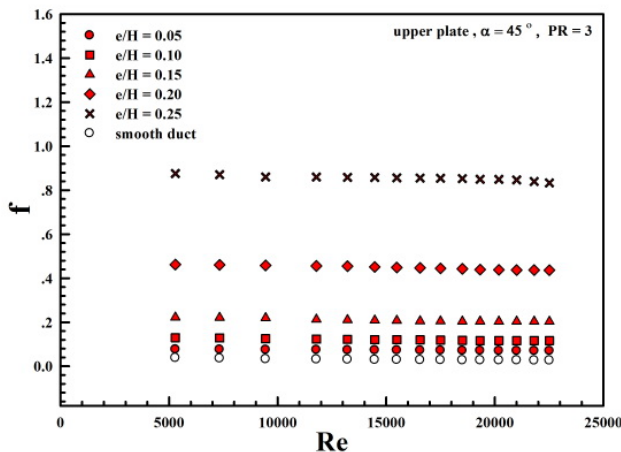 1.6
1.4
1.2
1.0
.8
.6
.4
.2
0.0
f
e/H = 0.05
e/H = 0.10
e/H = 0.15
e/H = 0.20
e/H = 0.25
smooth duct
upper plate , α = 45 ° , PR = 3
0 5000 10000 15000 20000 25000
Re